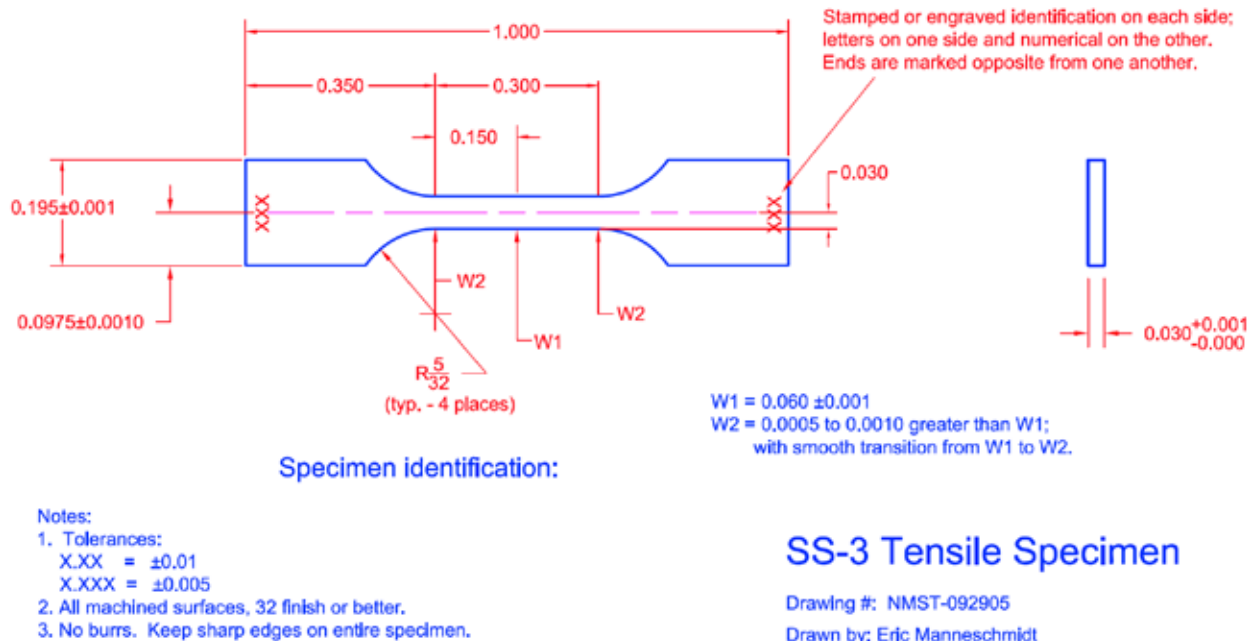 1.000
Stamped or engraved identification on each side;
letters on one side and numerical on the other.
Ends are marked opposite from one another.
0.350
0.300
0.150
0.030
0.195±0.001
XXX
XXX
0.0975±0.0010
W2
W2
W1
R5/32
(typ. - 4 places)
0.030+0.001
-0.000
W1 = 0.060 ±0.001
W2 = 0.0005 to 0.0010 greater than W1;
with smooth transition from W1 to W2.
Specimen identification:
Notes:
1. Tolerances:
X.XX = ±0.01
X.XXX = ±0.005
2. All machined surfaces, 32 finish or better.
3. No burrs. Keep sharp edges on entire specimen.
SS-3 Tensile Specimen
Drawing #: NMST-092905
Drawn by: Eric Manneschmidt